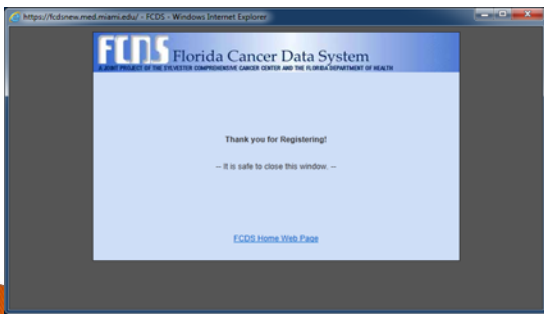 https://fcdsnew.med.miami.edu/ - FCDS - Windows Internet Explorer
FCDS Florida Cancer Data System
A JOINT PROJECT OF THE SYLVESTER COMPREHENSIVE CANCER CENTER AND THE FLORIDA DEPARTMENT OF HEALTH
Thank you for Registering!
-- It is safe to close this window. --
FCDS Home Web Page